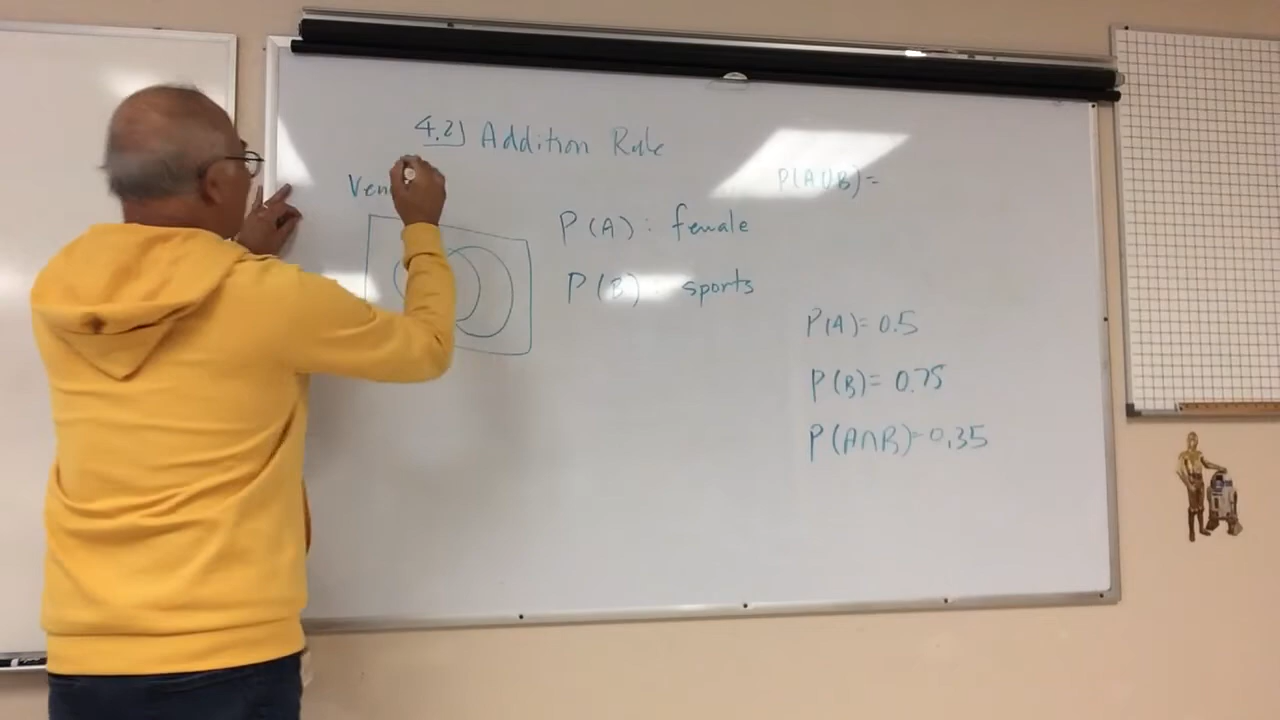 4.2) Addition Rule
Ven
P(A∪B)=
P(A): female
P(B): sports
P(A)= 0.5
P(B)= 0.75
P(A∩B)=0.35